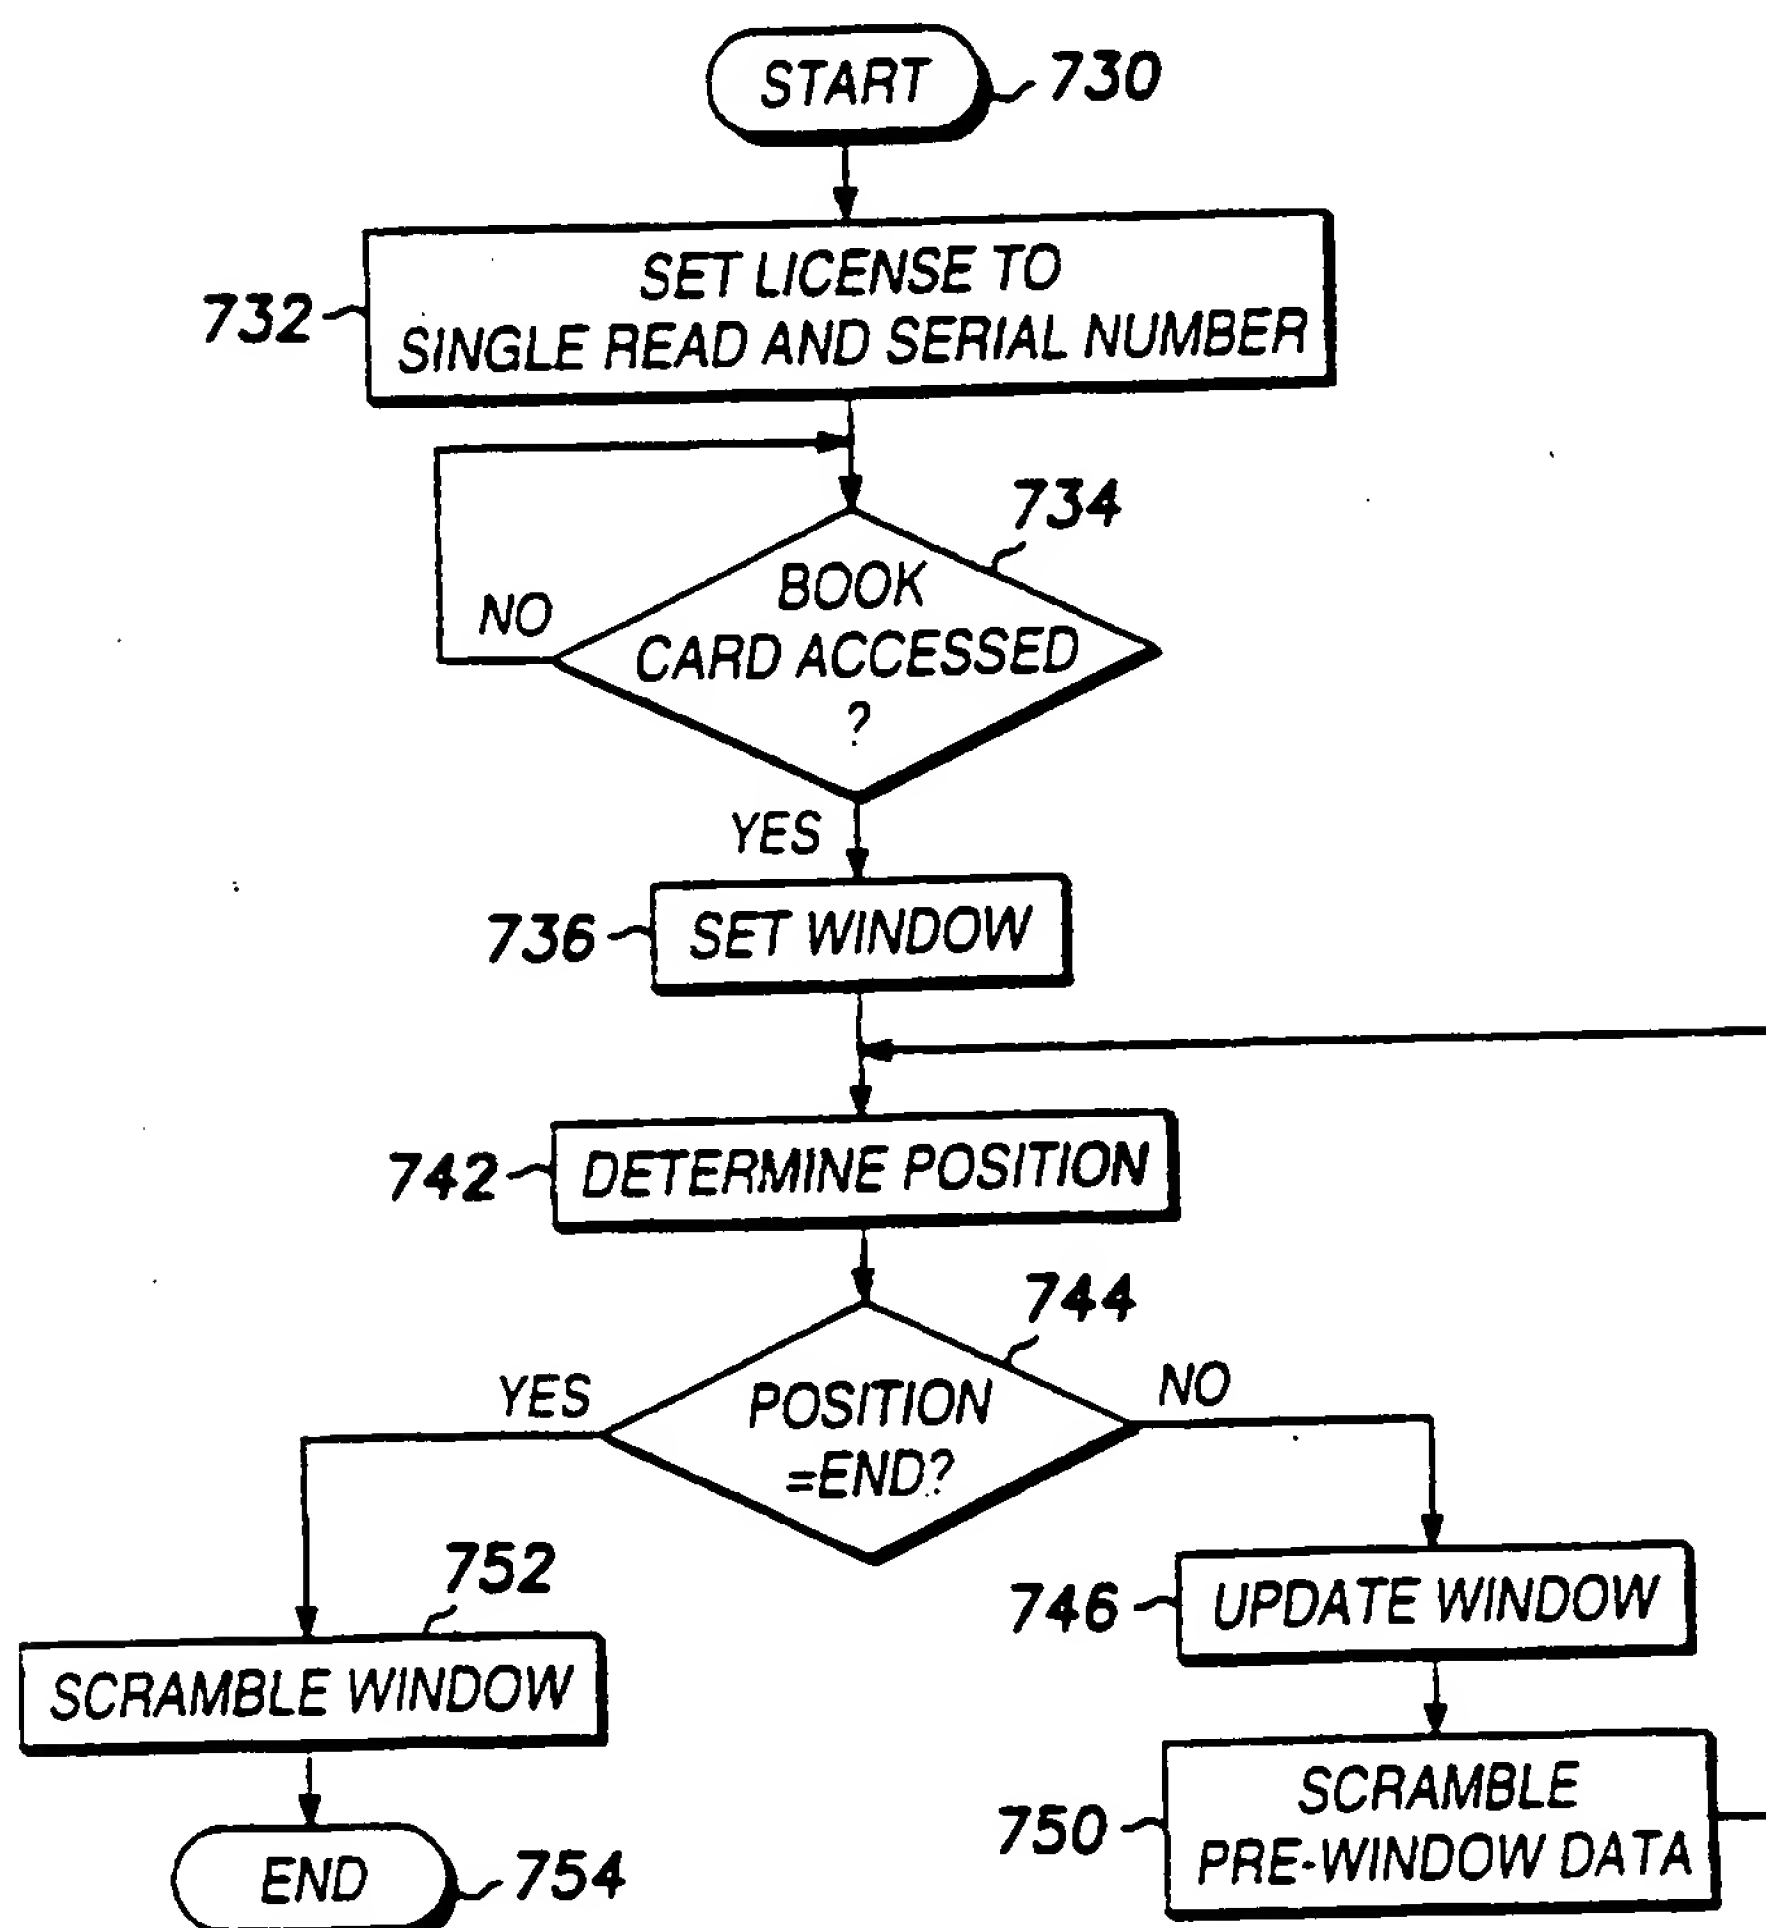 START
730
732
SET LICENSE TO
SINGLE READ AND SERIAL NUMBER
734
BOOK
CARD ACCESSED
?
NO
YES
736
SET WINDOW
742
DETERMINE POSITION
744
YES
POSITION
=END?
NO
752
746
UPDATE WINDOW
SCRAMBLE WINDOW
750
SCRAMBLE
PRE-WINDOW DATA
END
754